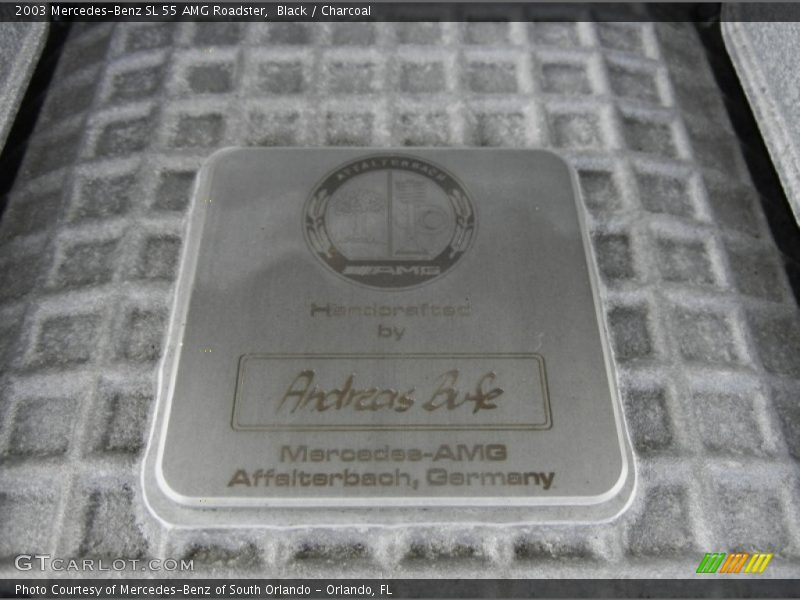 2003 Mercedes-Benz SL 55 AMG Roadster,  Black / Charcoal
AFFALTERBACH
AMG
Handcrafted
by
Andreas Bufe
Mercedes-AMG
Affalterbach, Germany
GTCARLOT.COM
Photo Courtesy of Mercedes-Benz of South Orlando - Orlando, FL